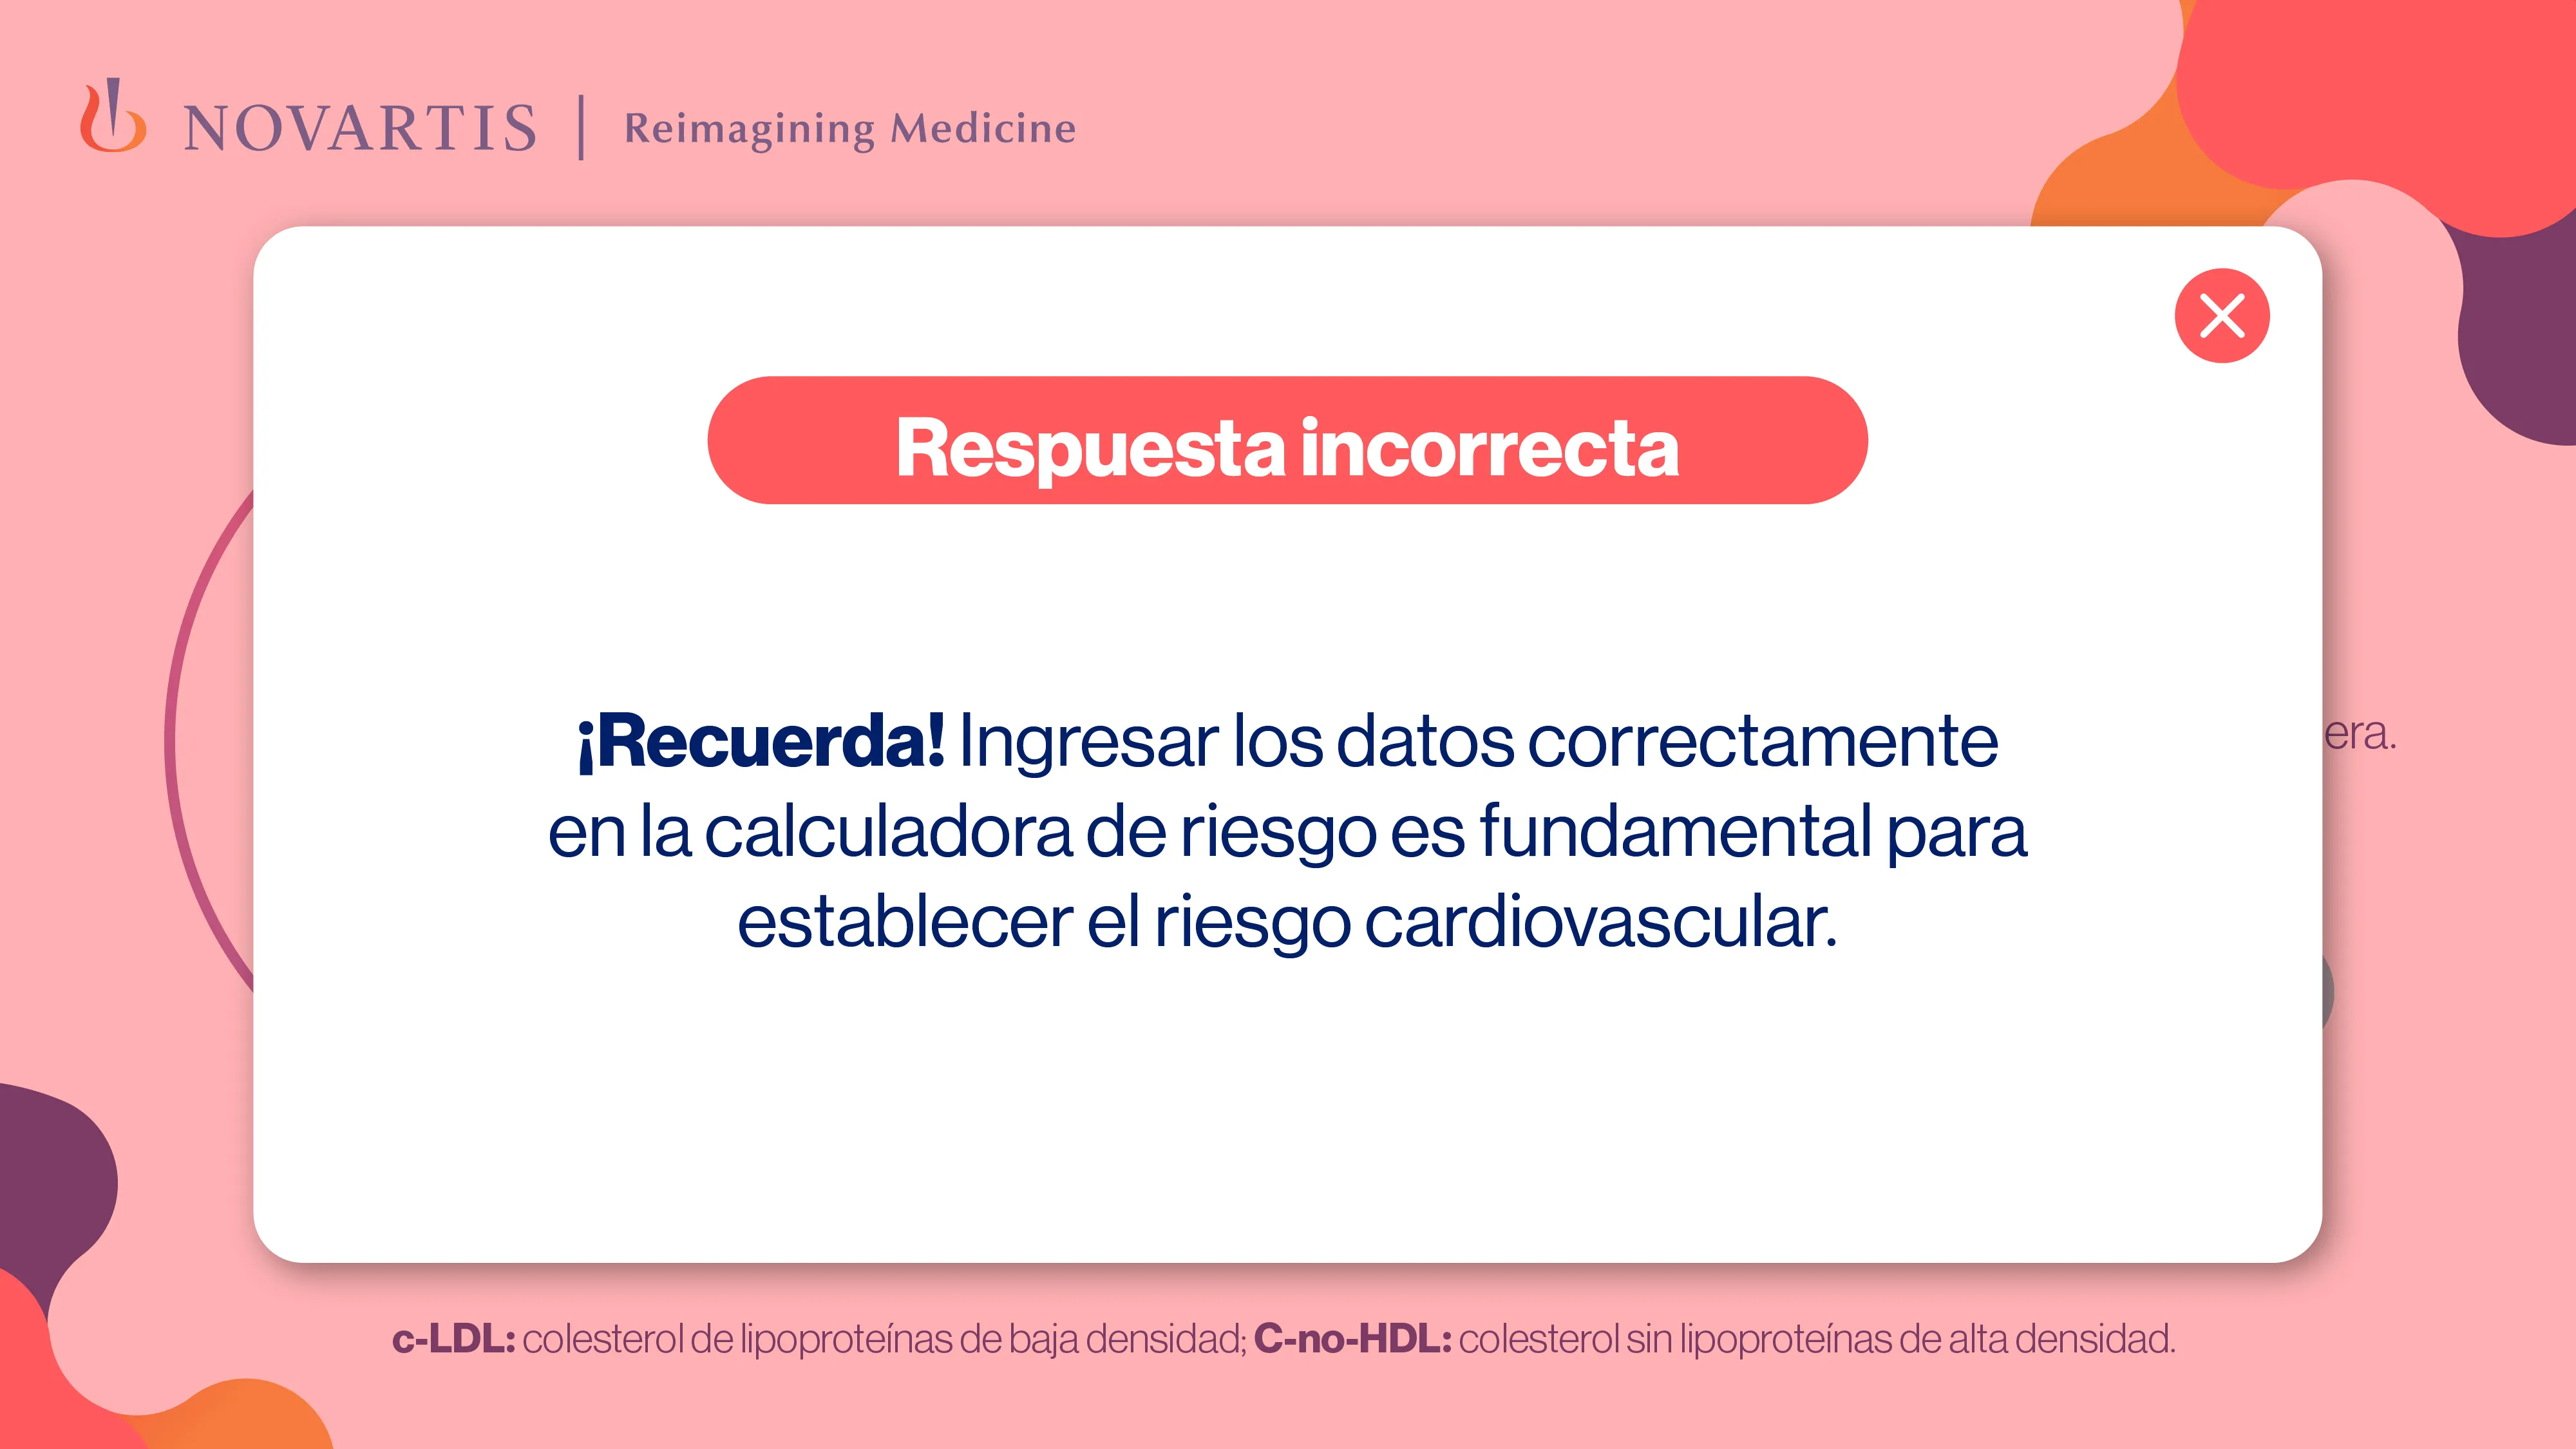 NOVARTIS | Reimagining Medicine
Respuesta incorrecta
¡Recuerda! Ingresar los datos correctamente
en la calculadora de riesgo es fundamental para
establecer el riesgo cardiovascular.
era.
c-LDL: colesterol de lipoproteínas de baja densidad; C-no-HDL: colesterol sin lipoproteínas de alta densidad.